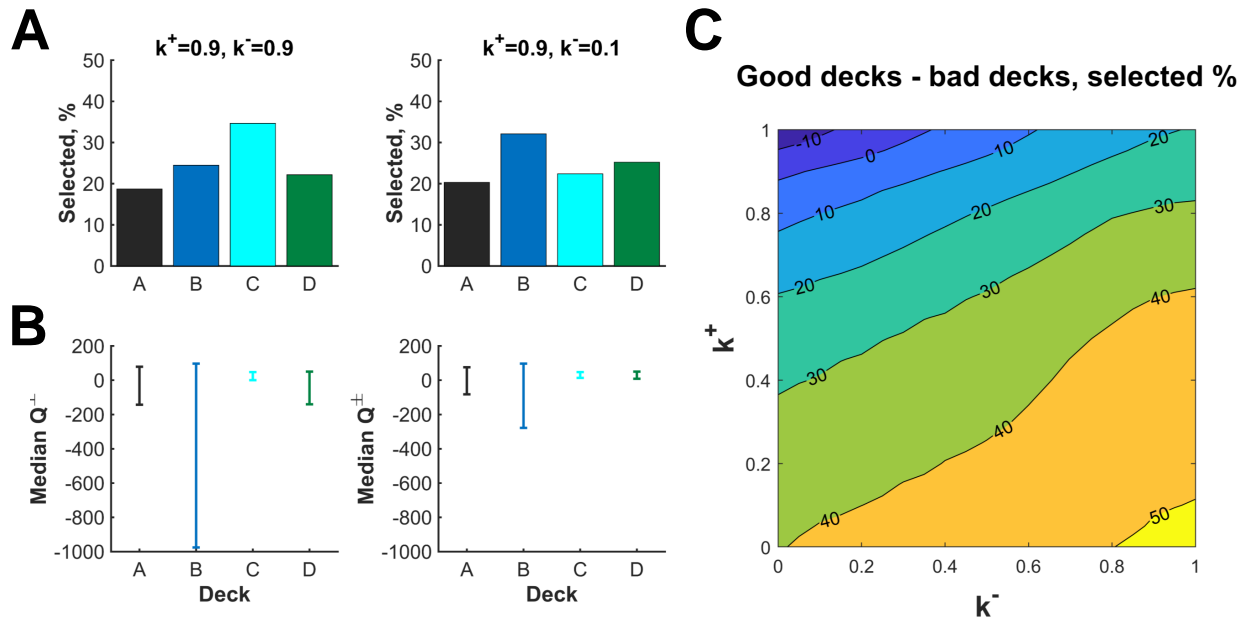 A
k+=0.9, k-=0.9
50
40
30
20
10
0
Selected, %
A B C D
k+=0.9, k-=0.1
50
40
30
20
10
0
Selected, %
A B C D
B
200
0
-200
-400
-600
-800
-1000
Median Q
A B C D
Deck
200
0
-200
-400
-600
-800
-1000
Median Q±
A B C D
Deck
C
Good decks - bad decks, selected %
1
0.8
0.6
0.4
0.2
0
k+
0 0.2 0.4 0.6 0.8 1
k-
-10
0
10
20
10
20
20
30
30
30
40
40
40
50